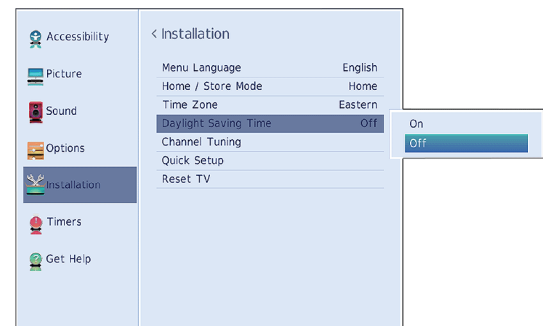 Accessibility
Picture
Sound
Options
Installation
Timers
Get Help
< Installation
Menu Language English
Home / Store Mode Home
Time Zone Eastern
Daylight Saving Time Off
Channel Tuning
Quick Setup
Reset TV
On
Off